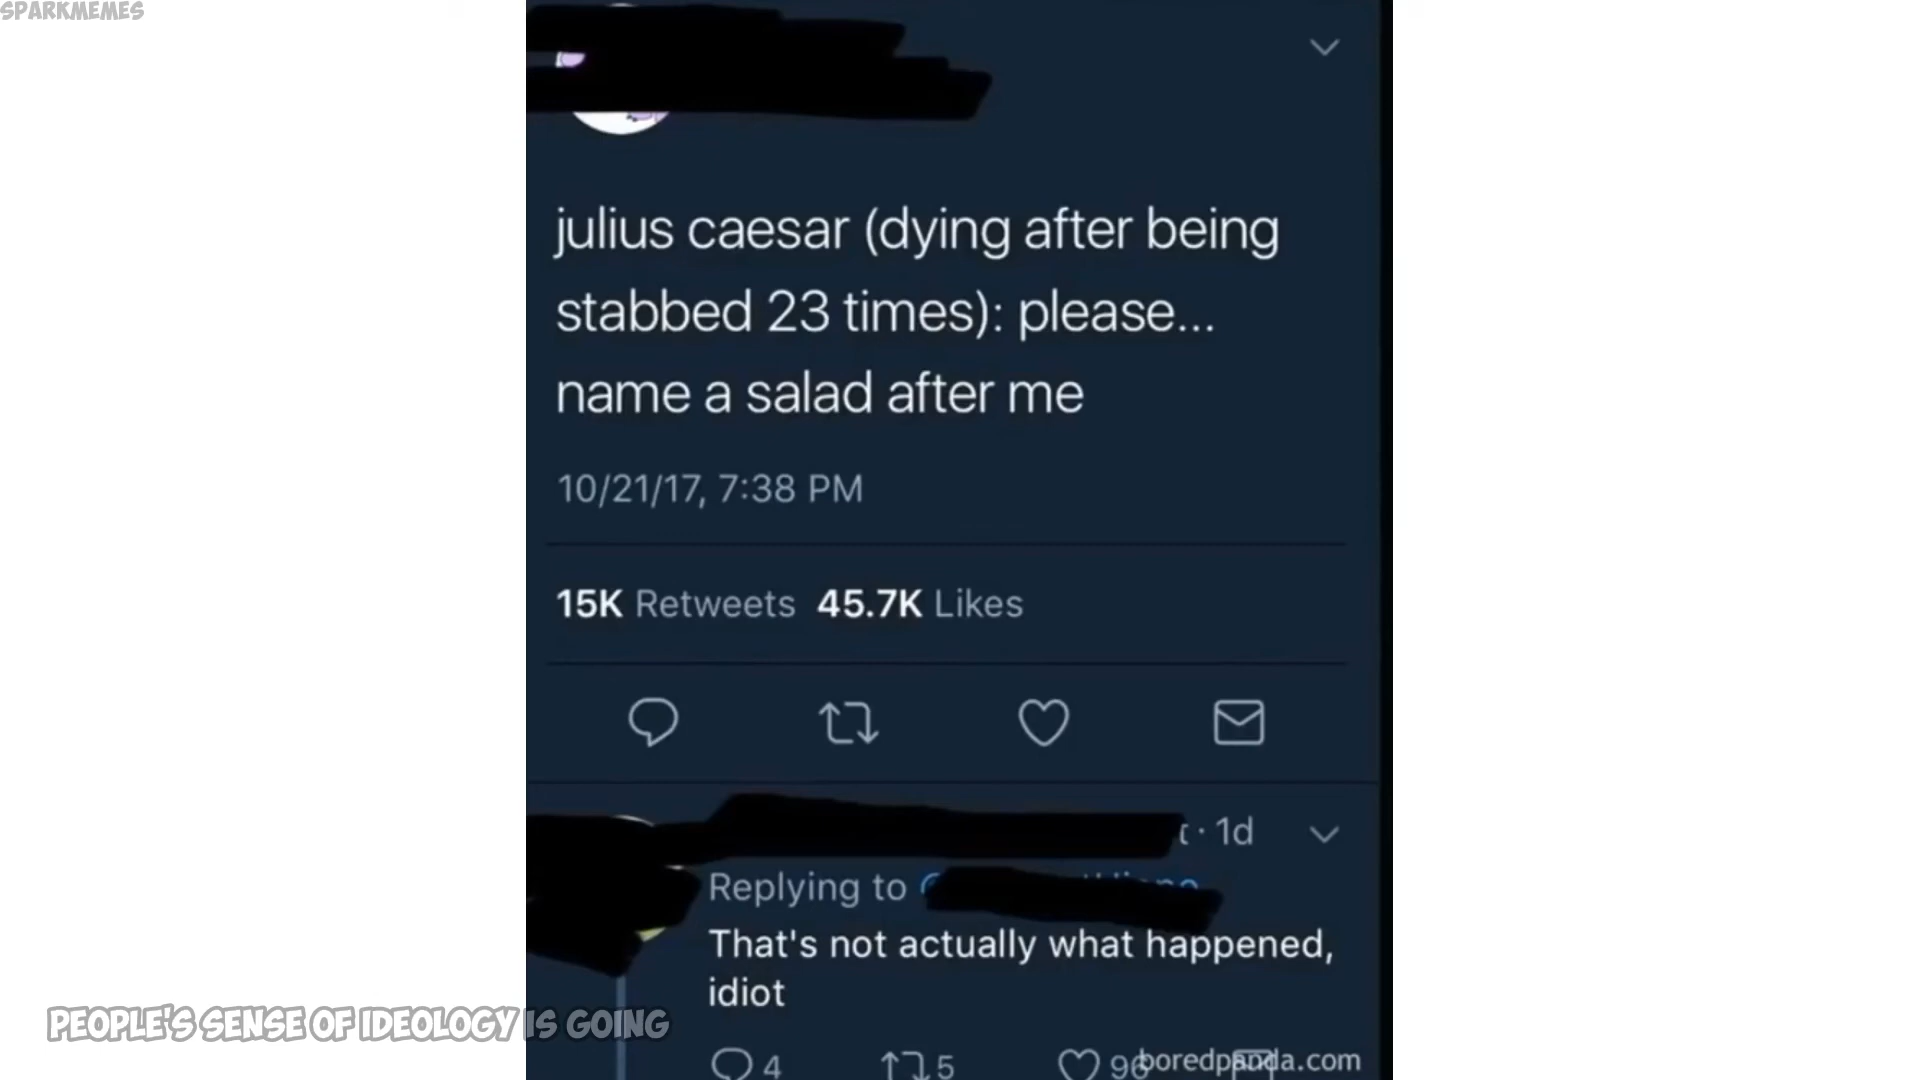 SPARKMEMES
julius caesar (dying after being
stabbed 23 times): please...
name a salad after me
10/21/17, 7:38 PM
15K Retweets 45.7K Likes
· 1d
Replying to
That's not actually what happened,
idiot
PEOPLE'S SENSE OF IDEOLOGY IS GOING
4 5 96
boredpanda.com